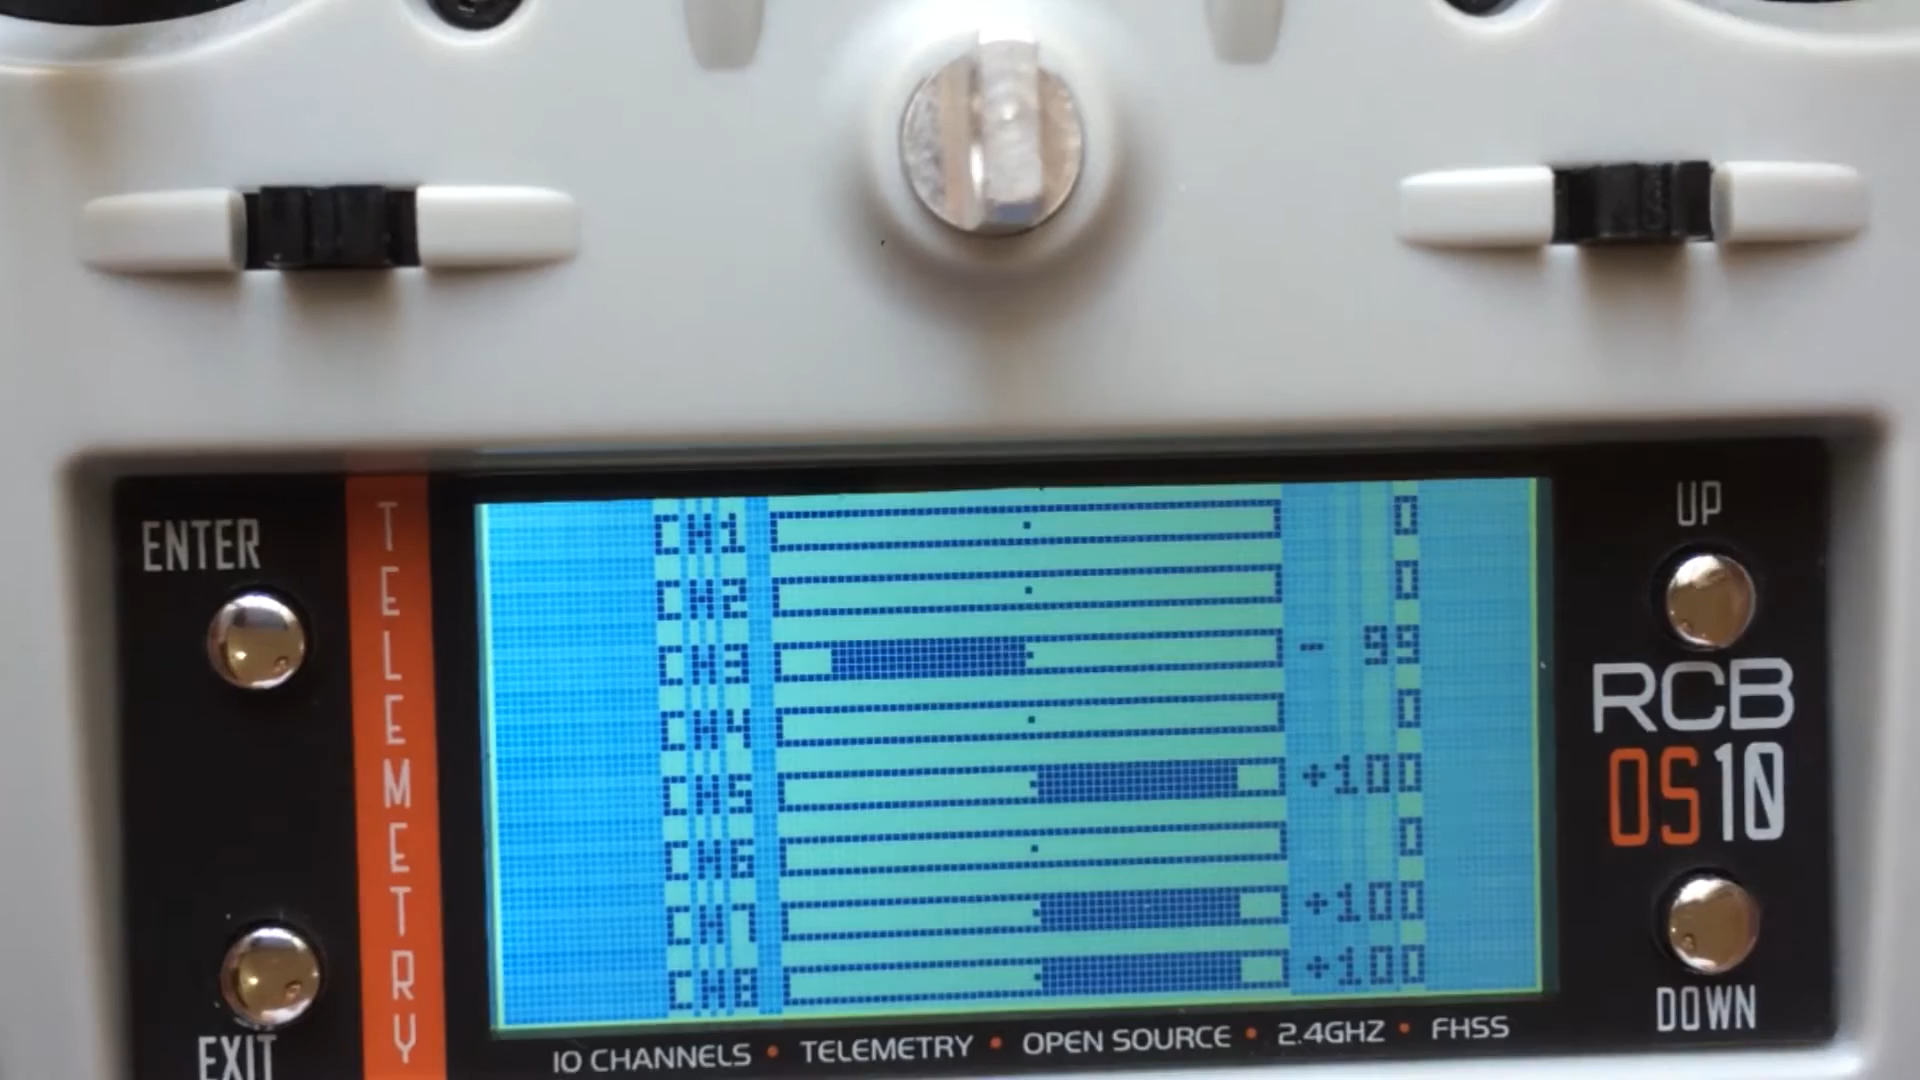 ENTER
EXIT
TELEMETRY
CH1 0
CH2 0
CH3 - 99
CH4 0
CH5 +100
CH6 0
CH7 +100
CH8 +100
UP
RCB
OS10
DOWN
10 CHANNELS • TELEMETRY • OPEN SOURCE • 2.4GHZ • FHSS